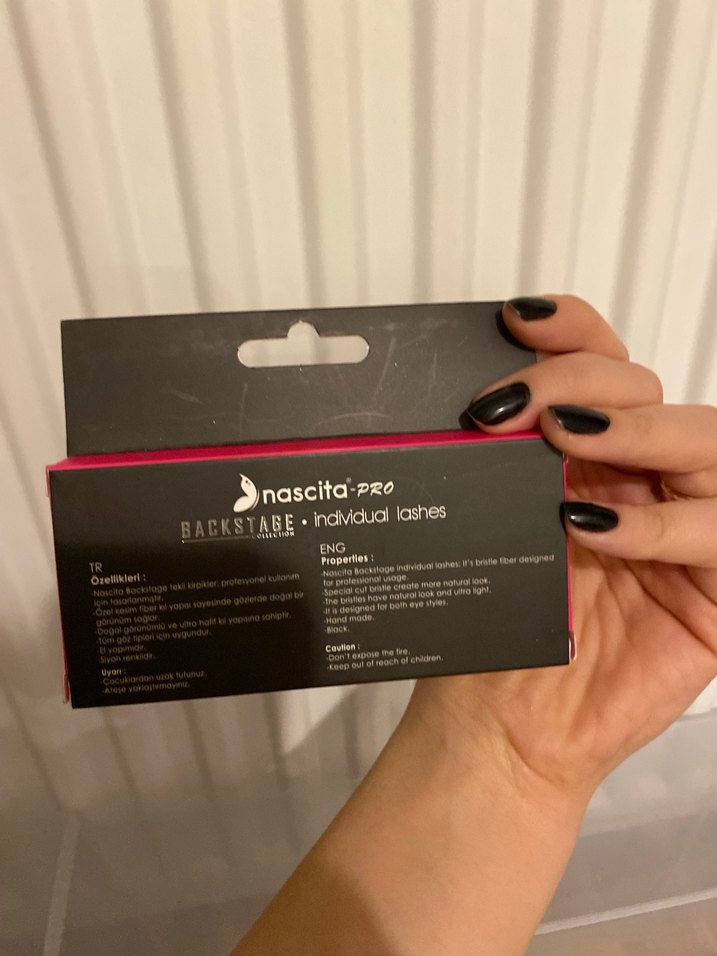 nascita®-PRO
BACKSTAGE • individual lashes
COLLECTION
TR
Özellikleri :
-Nascita Backstage tekli kirpikler; profesyonel kullanım
için tasarlanmıştır.
-Özel kesim fiber kıl yapısı sayesinde gözlerde doğal bir
görünüm sağlar.
-Doğal görünümlü ve ultra hafif kıl yapısına sahiptir.
-Tüm göz tipleri için uygundur.
-El yapımıdır.
-Siyah renklidir.
Uyarı :
-Çocuklardan uzak tutunuz.
-Ateşe yaklaştırmayınız.
ENG
Properties :
-Nascita Backstage individual lashes; it's bristle fiber designed
for professional usage.
-Special cut bristle create more natural look.
-The bristles have natural look and ultra light.
-It is designed for both eye styles.
-Hand made.
-Black.
Caution :
-Don't expose the fire.
-Keep out of reach of children.